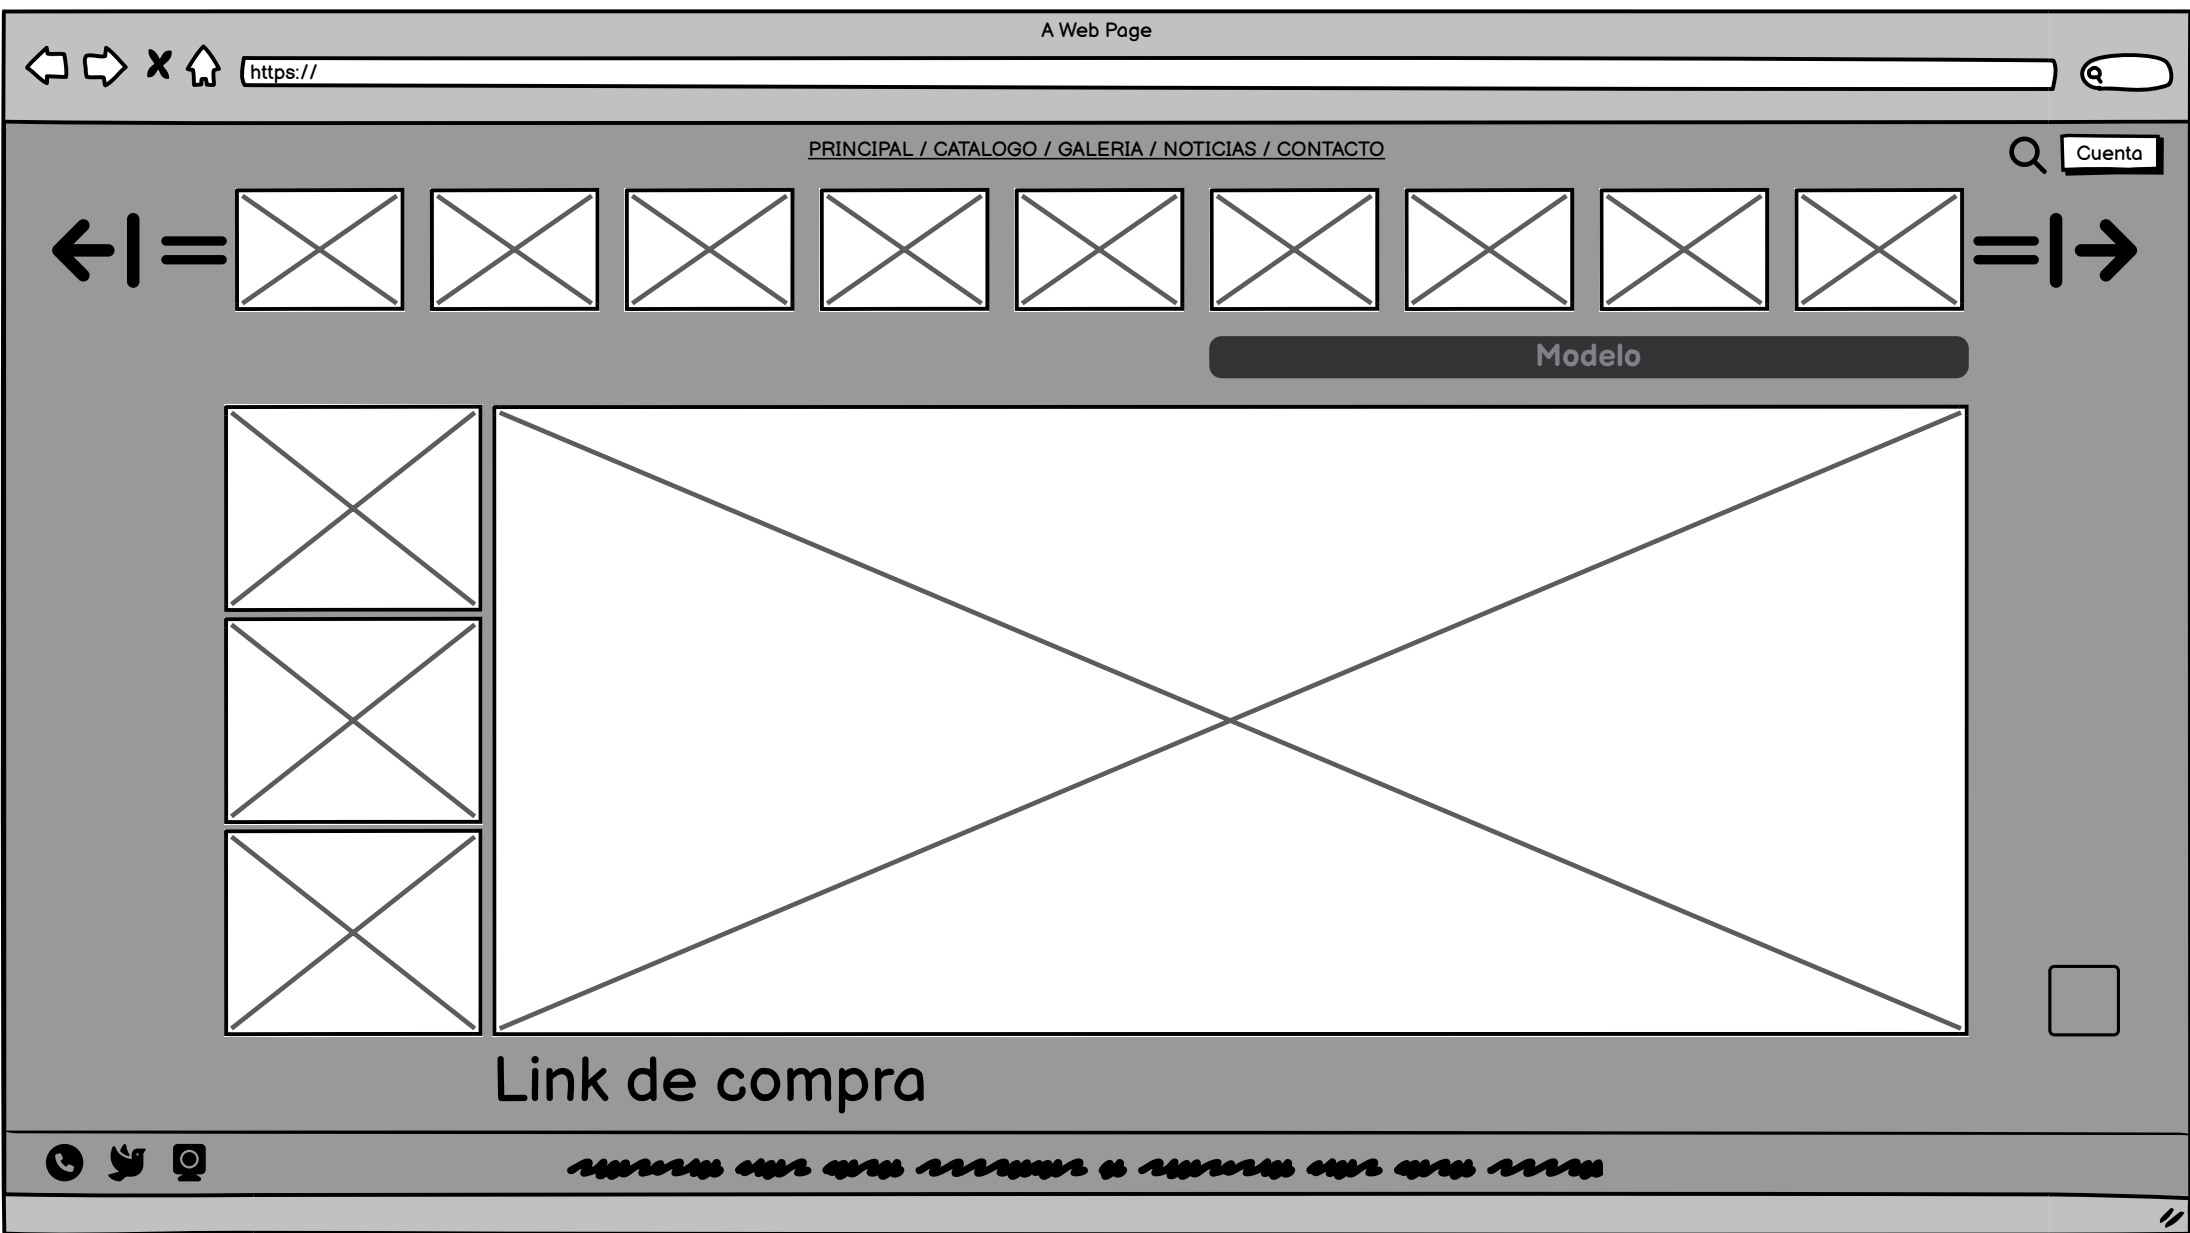 A Web Page
https://
PRINCIPAL / CATALOGO / GALERIA / NOTICIAS / CONTACTO
Cuenta
Modelo
Link de compra